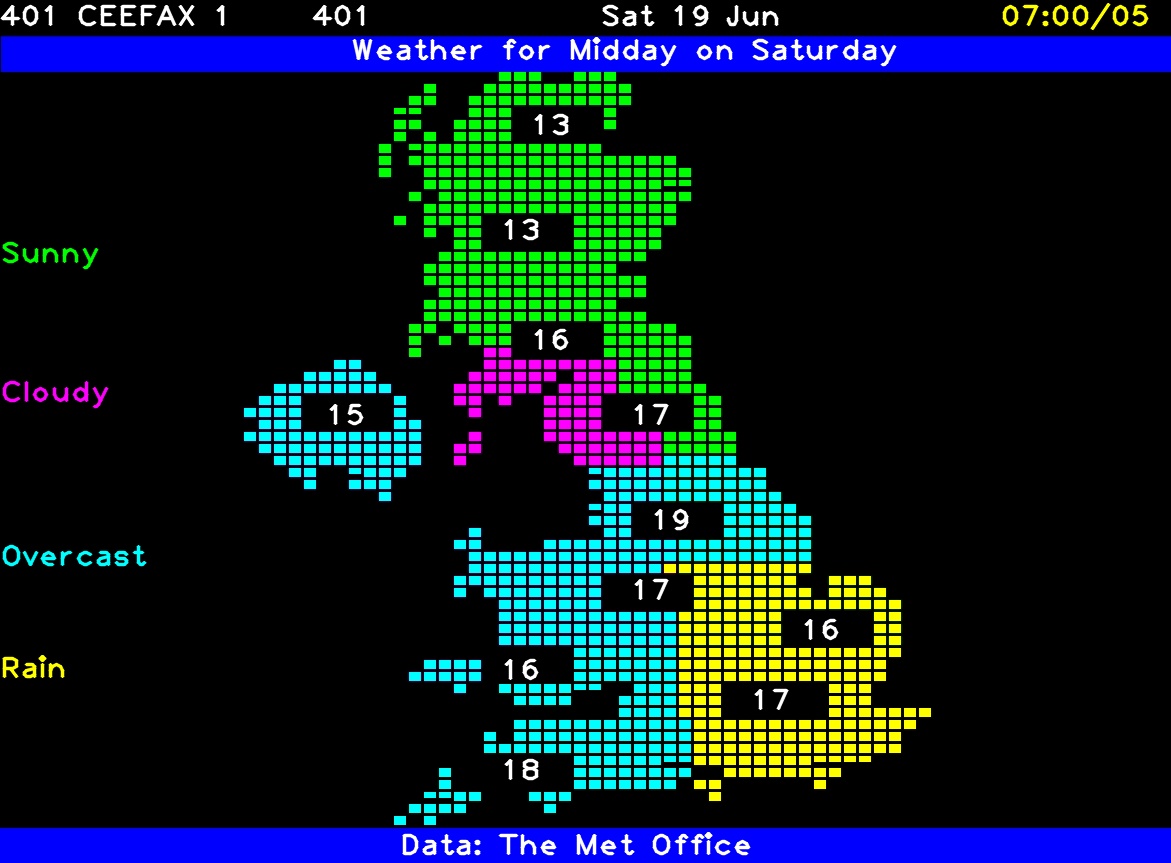 401 CEEFAX 1 401 Sat 19 Jun 07:00/05
Weather for Midday on Saturday
13
13
Sunny
16
Cloudy
15 17
19
Overcast
17
16
Rain 16
17
18
Data: The Met Office